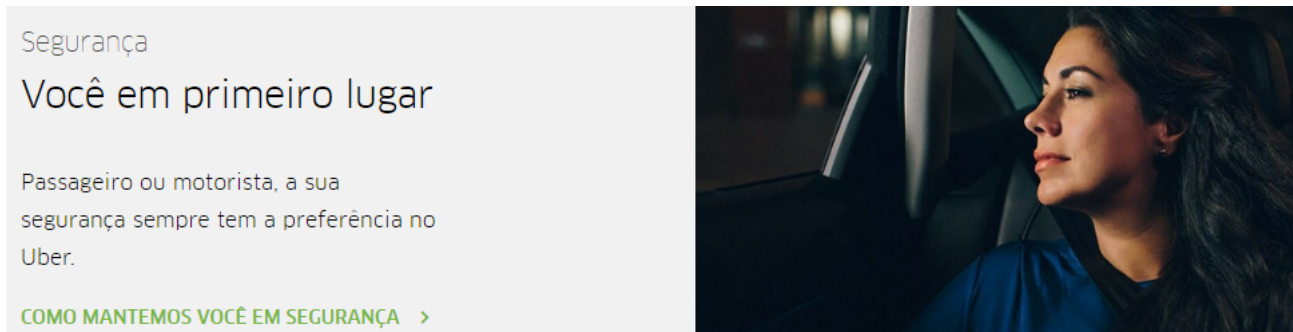 Segurança
Você em primeiro lugar
Passageiro ou motorista, a sua
segurança sempre tem a preferência no
Uber.
COMO MANTEMOS VOCÊ EM SEGURANÇA >